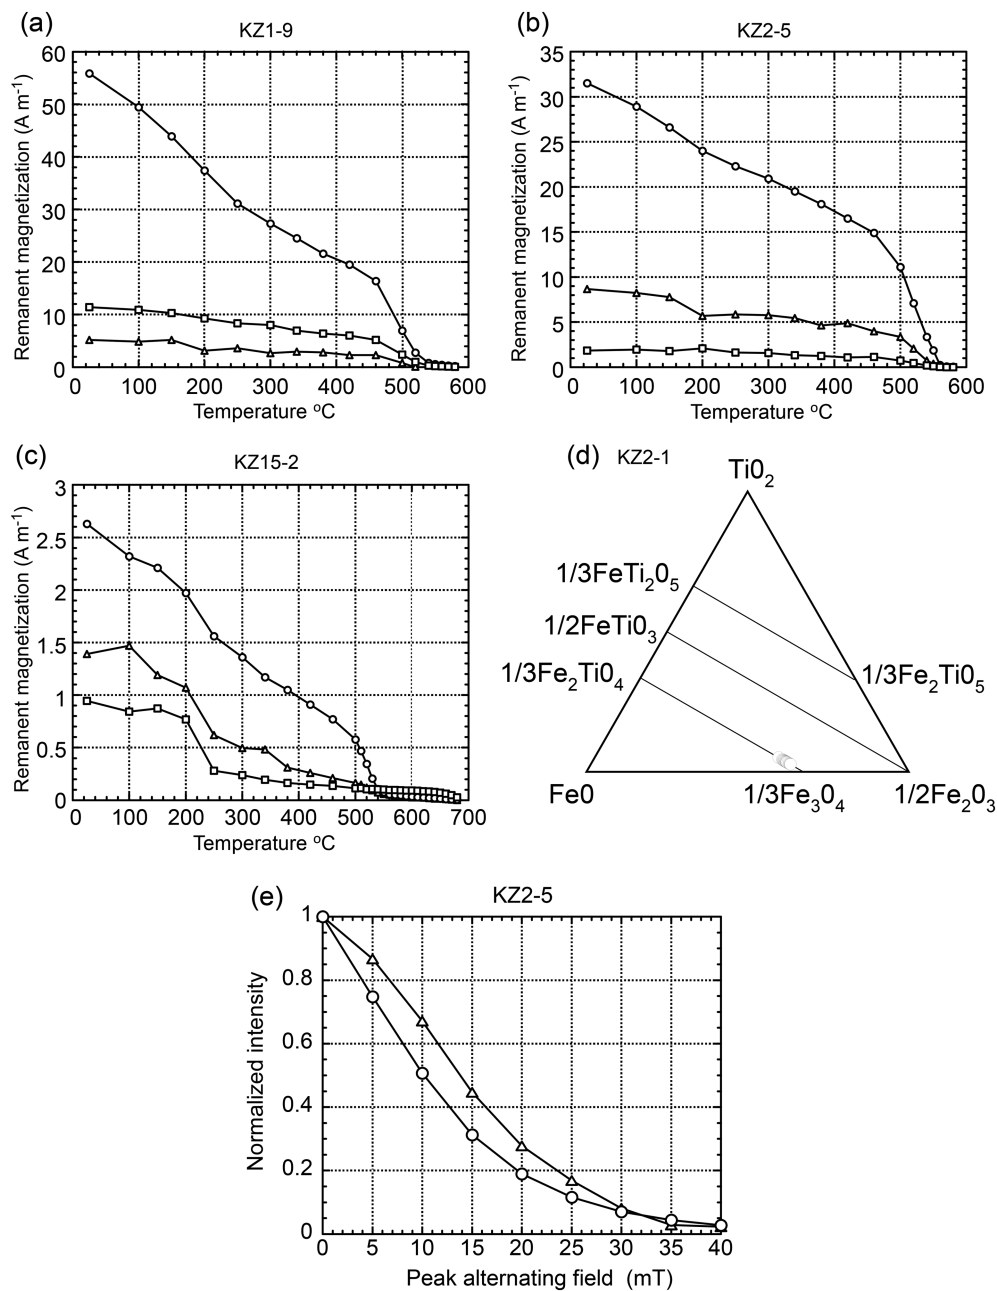 (a) KZ1-9
Remanent magnetization (A m⁻¹)
60
50
40
30
20
10
0
0 100 200 300 400 500 600
Temperature ᵒC
(b) KZ2-5
Remanent magnetization (A m⁻¹)
35
30
25
20
15
10
5
0
0 100 200 300 400 500 600
Temperature ᵒC
(c) KZ15-2
Remanent magnetization (A m⁻¹)
3
2.5
2
1.5
1
0.5
0
0 100 200 300 400 500 600 700
Temperature ᵒC
(d) KZ2-1
Ti0₂
1/3FeTi₂0₅
1/2FeTi0₃
1/3Fe₂Ti0₄ 1/3Fe₂Ti0₅
Fe0 1/3Fe₃0₄ 1/2Fe₂0₃
(e) KZ2-5
Normalized intensity
1
0.8
0.6
0.4
0.2
0
0 5 10 15 20 25 30 35 40
Peak alternating field (mT)